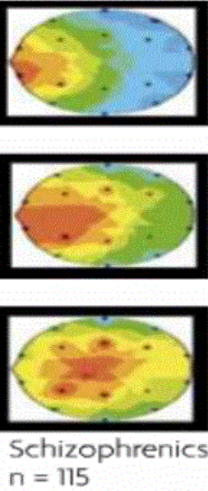 Schizophrenics
n = 115